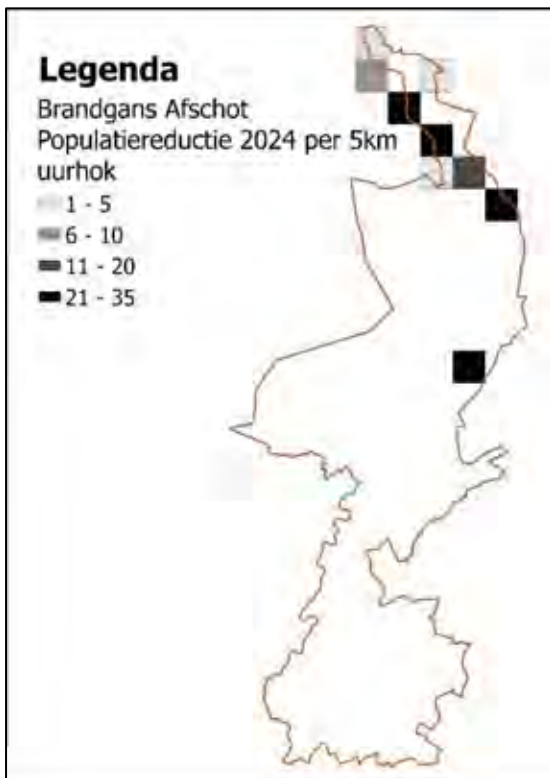 Legenda
Brandgans Afschot
Populatiereductie 2024 per 5km
uurhok
1 - 5
6 - 10
11 - 20
21 - 35